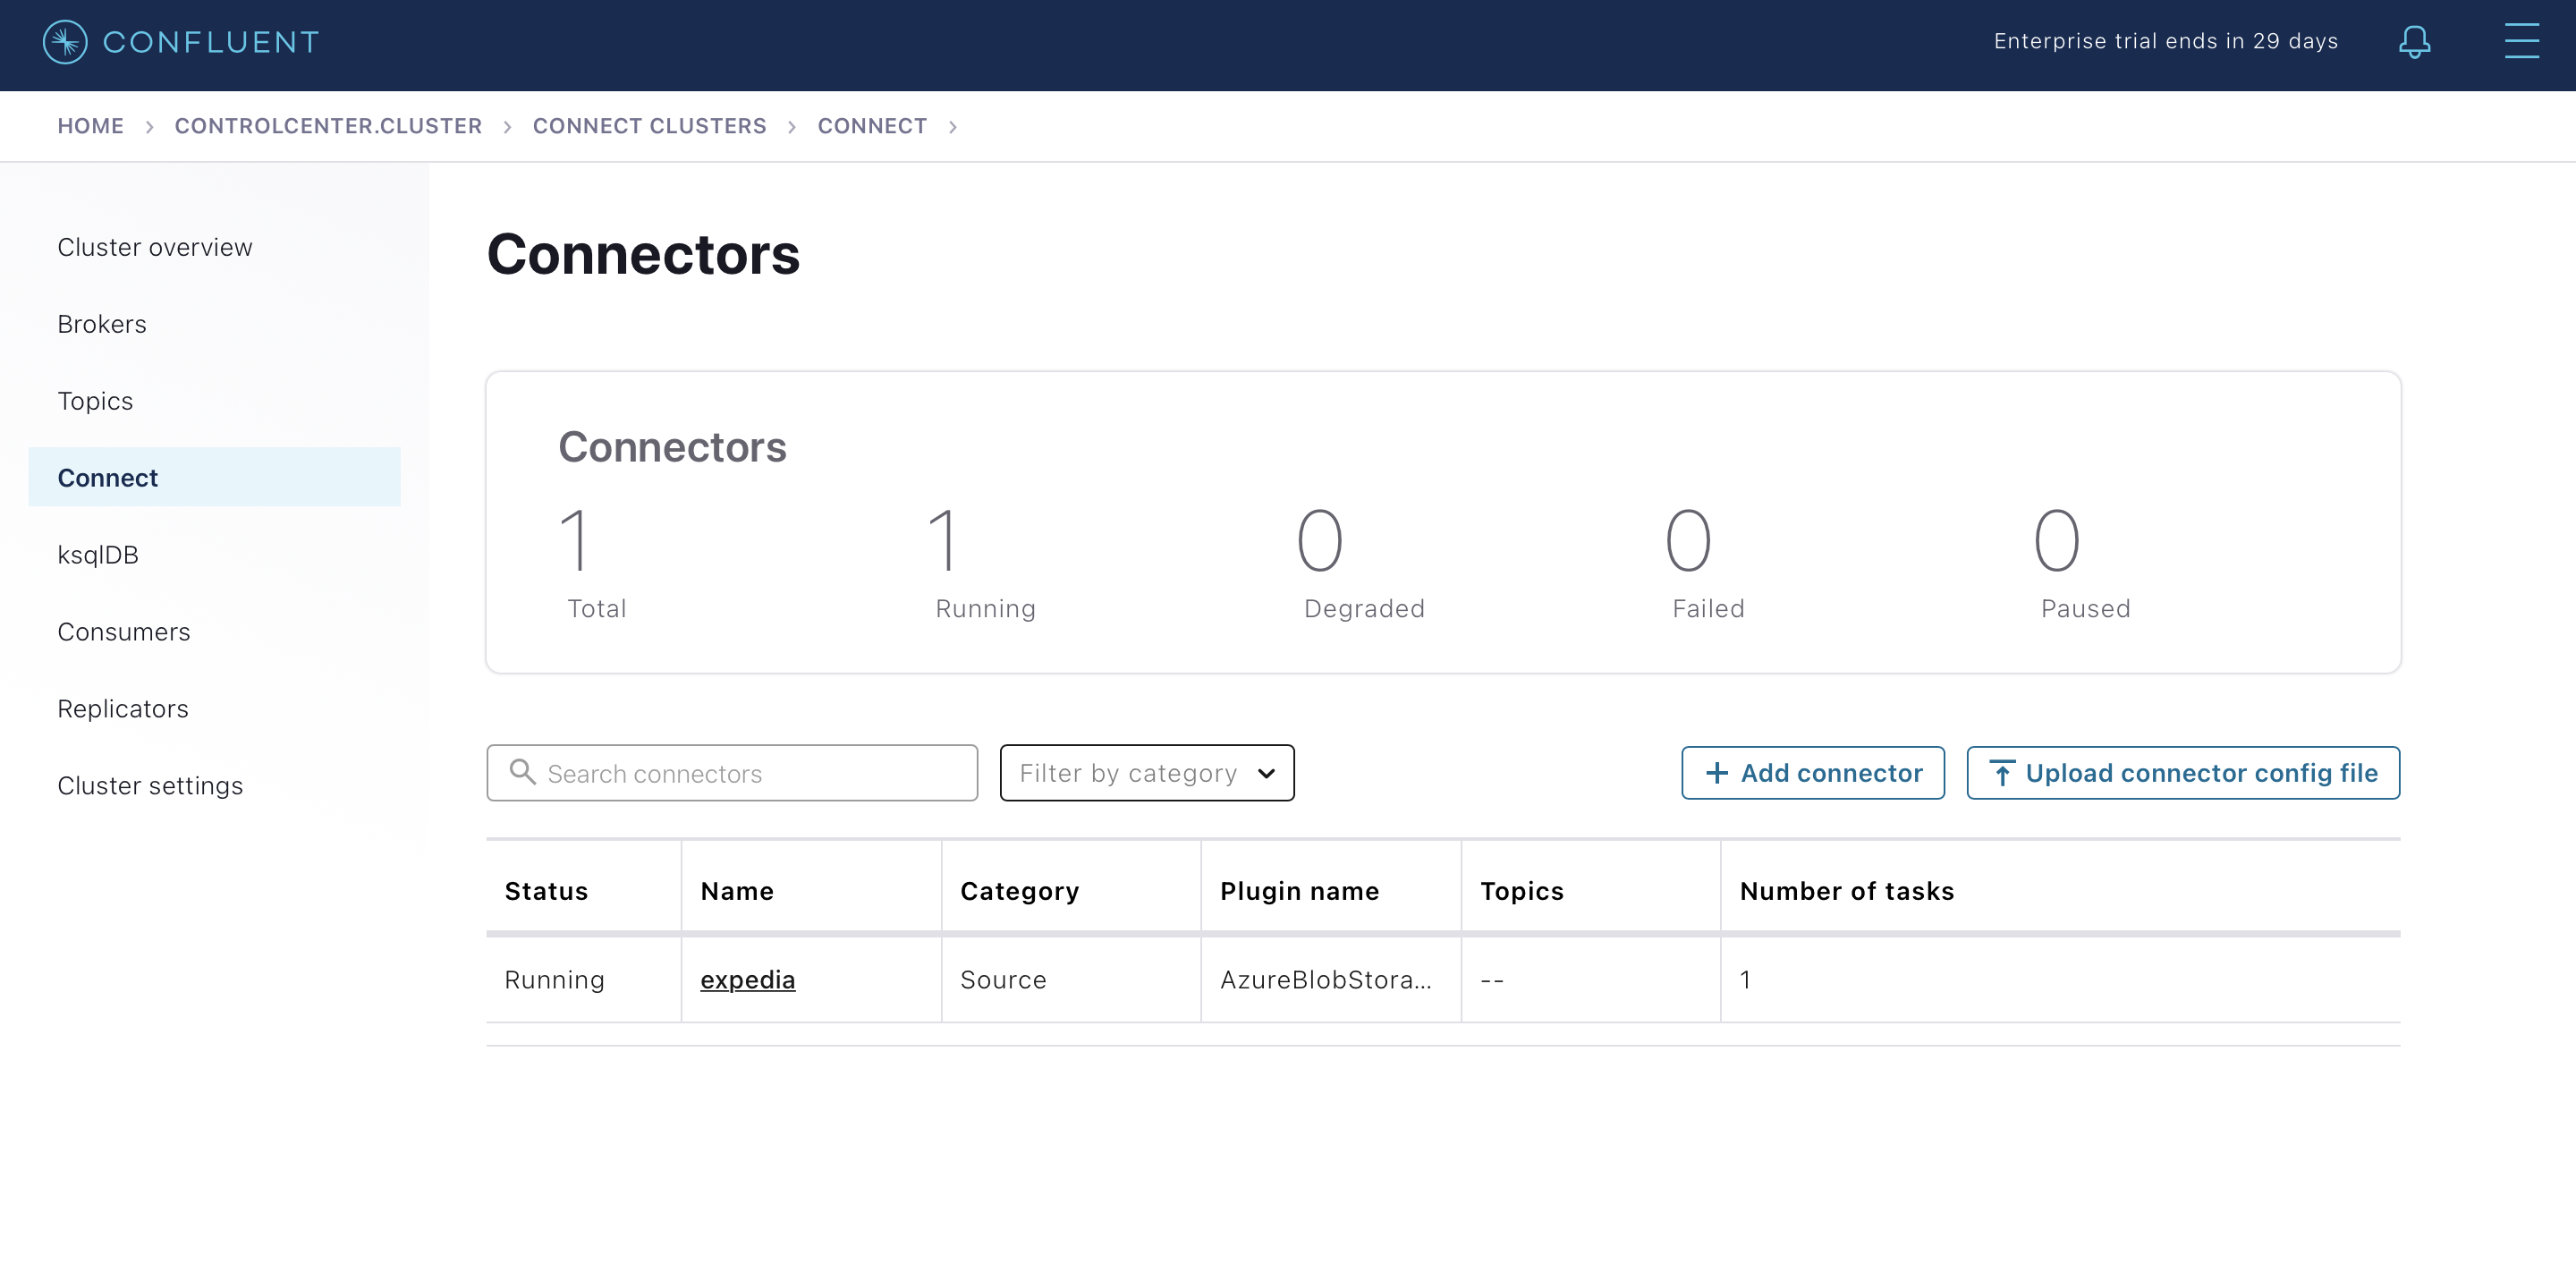 CONFLUENT
Enterprise trial ends in 29 days
HOME > CONTROLCENTER.CLUSTER > CONNECT CLUSTERS > CONNECT >
Cluster overview
Brokers
Topics
Connect
ksqlDB
Consumers
Replicators
Cluster settings
Connectors
Connectors
1 1 0 0 0
Total Running Degraded Failed Paused
Search connectors Filter by category Add connector Upload connector config file
Status Name Category Plugin name Topics Number of tasks
Running expedia Source AzureBlobStora... -- 1